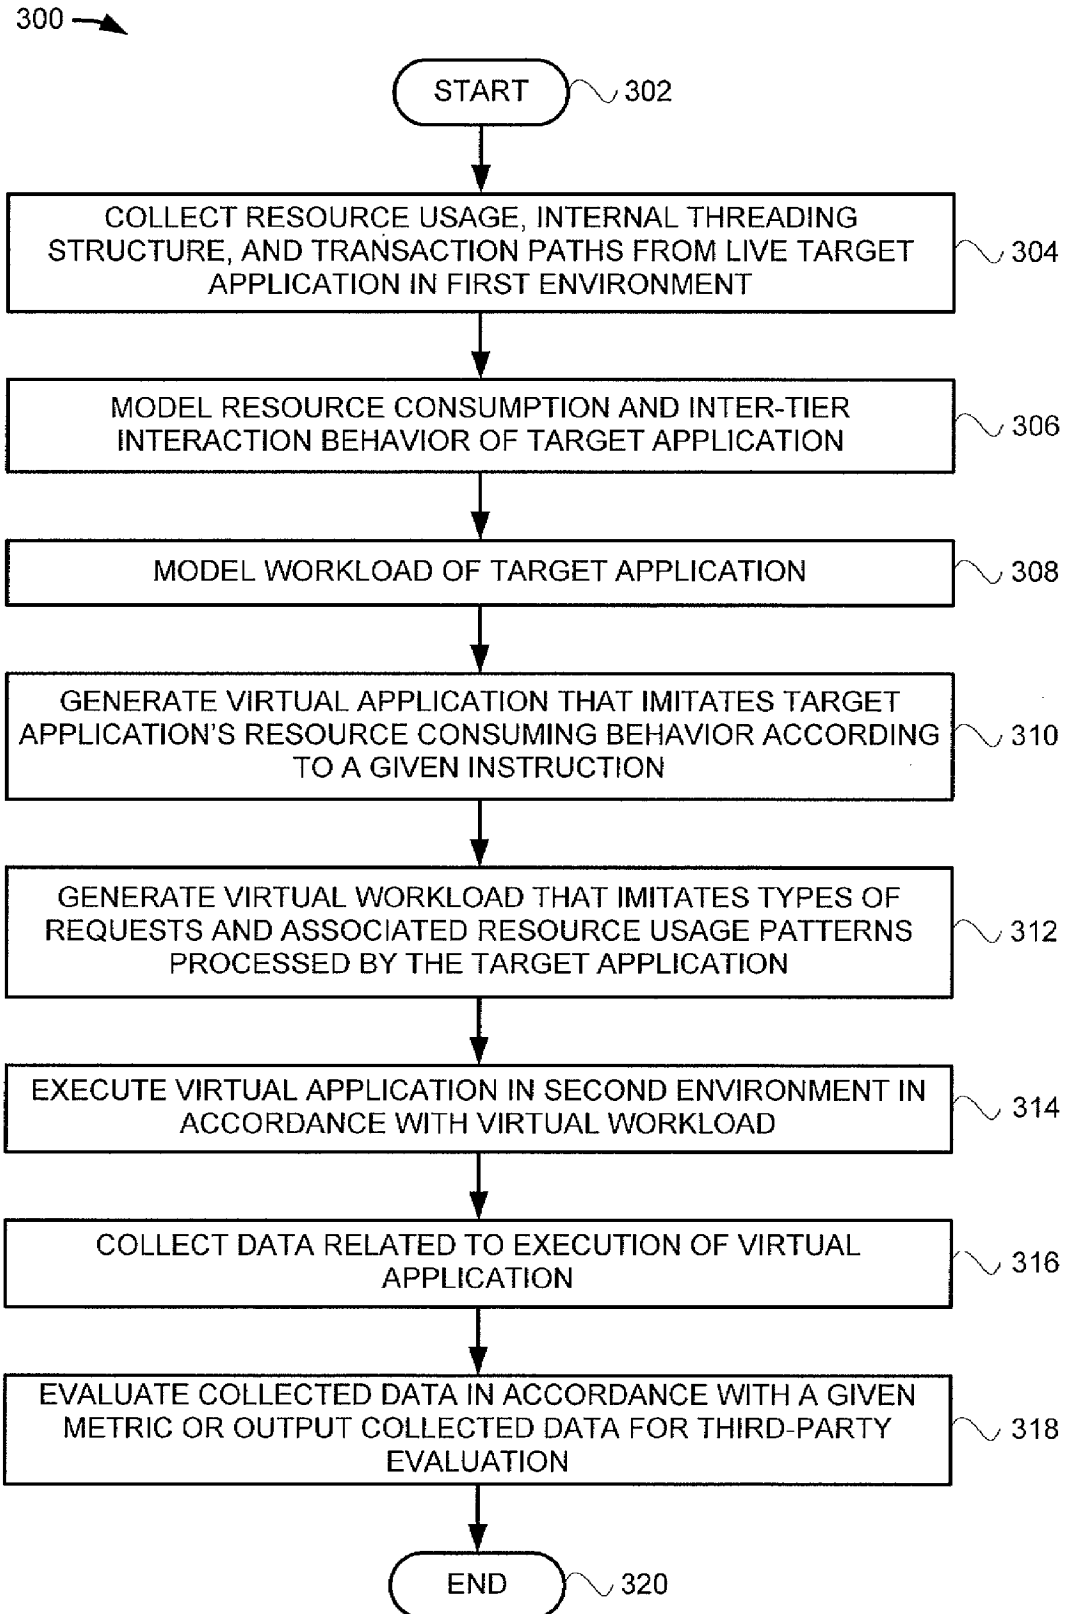 300
START
302
COLLECT RESOURCE USAGE, INTERNAL THREADING
STRUCTURE, AND TRANSACTION PATHS FROM LIVE TARGET
APPLICATION IN FIRST ENVIRONMENT
304
MODEL RESOURCE CONSUMPTION AND INTER-TIER
INTERACTION BEHAVIOR OF TARGET APPLICATION
306
MODEL WORKLOAD OF TARGET APPLICATION
308
GENERATE VIRTUAL APPLICATION THAT IMITATES TARGET
APPLICATION'S RESOURCE CONSUMING BEHAVIOR ACCORDING
TO A GIVEN INSTRUCTION
310
GENERATE VIRTUAL WORKLOAD THAT IMITATES TYPES OF
REQUESTS AND ASSOCIATED RESOURCE USAGE PATTERNS
PROCESSED BY THE TARGET APPLICATION
312
EXECUTE VIRTUAL APPLICATION IN SECOND ENVIRONMENT IN
ACCORDANCE WITH VIRTUAL WORKLOAD
314
COLLECT DATA RELATED TO EXECUTION OF VIRTUAL
APPLICATION
316
EVALUATE COLLECTED DATA IN ACCORDANCE WITH A GIVEN
METRIC OR OUTPUT COLLECTED DATA FOR THIRD-PARTY
EVALUATION
318
END
320